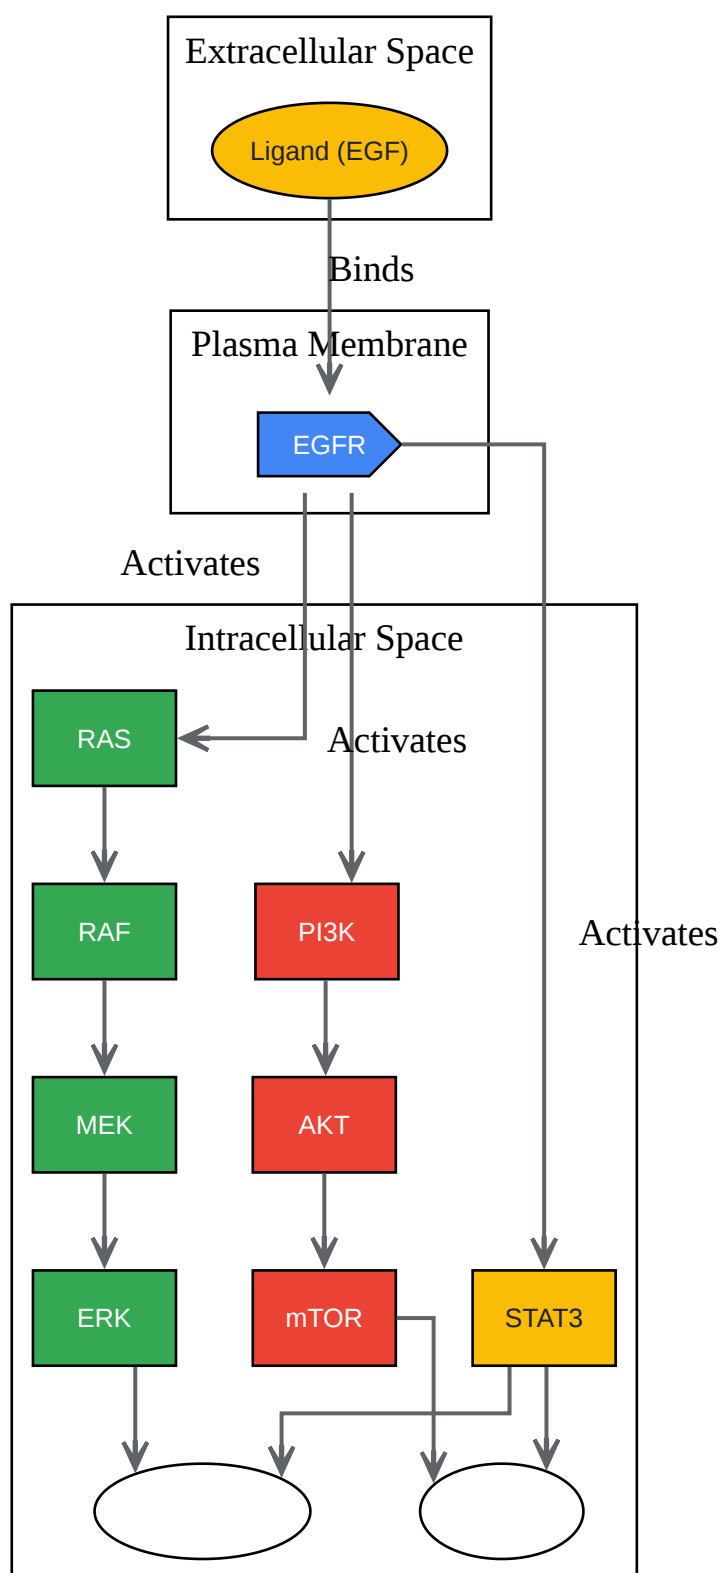 Extracellular Space
Ligand (EGF)
Binds
Plasma Membrane
EGFR
Activates
Intracellular Space
RAS
Activates
RAF
PI3K
Activates
MEK
AKT
ERK
mTOR
STAT3